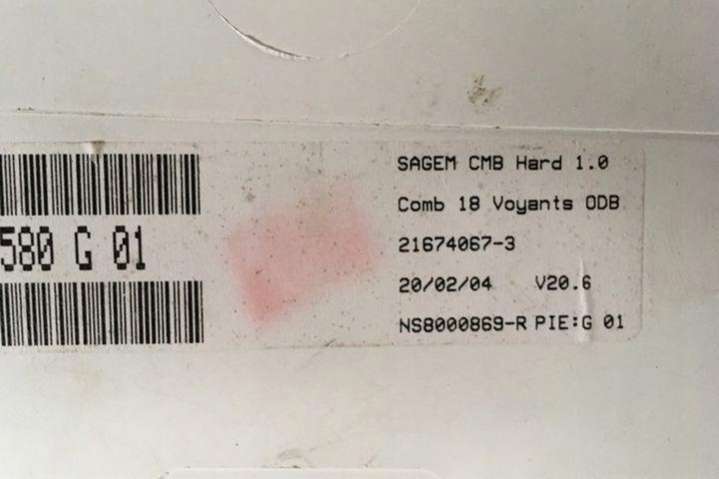 580 G 01
SAGEM CMB Hard 1.0
Comb 18 Voyants ODB
21674067-3
20/02/04 V20.6
NS8000869-R PIE:G 01